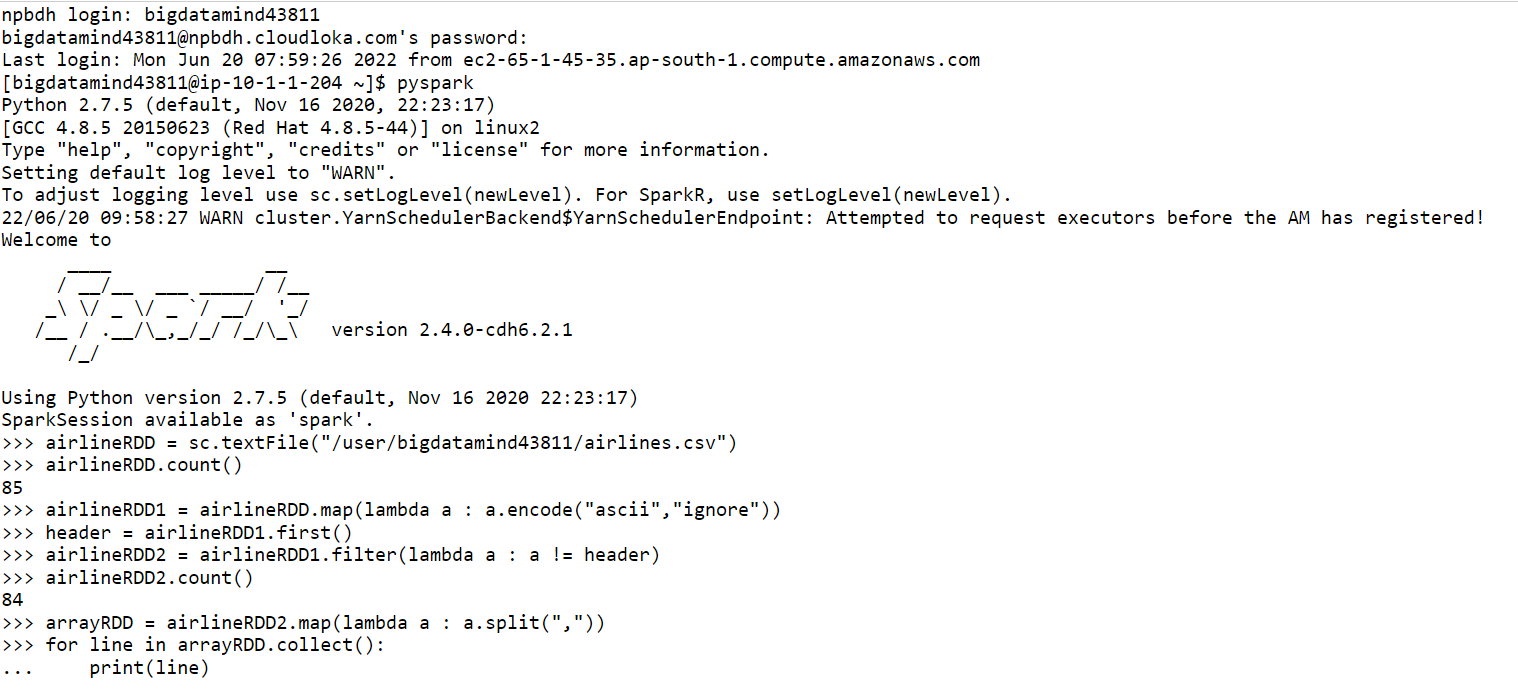 npbdh login: bigdatamind43811
bigdatamind43811@npbdh.cloudloka.com's password:
Last login: Mon Jun 20 07:59:26 2022 from ec2-65-1-45-35.ap-south-1.compute.amazonaws.com
[bigdatamind43811@ip-10-1-1-204 ~]$ pyspark
Python 2.7.5 (default, Nov 16 2020, 22:23:17)
[GCC 4.8.5 20150623 (Red Hat 4.8.5-44)] on linux2
Type "help", "copyright", "credits" or "license" for more information.
Setting default log level to "WARN".
To adjust logging level use sc.setLogLevel(newLevel). For SparkR, use setLogLevel(newLevel).
22/06/20 09:58:27 WARN cluster.YarnSchedulerBackend$YarnSchedulerEndpoint: Attempted to request executors before the AM has registered!
Welcome to
      ____              __
     / __/__  ___ _____/ /__
    _\ \/ _ \/ _ `/ __/  '_/
   /__ / .__/\_,_/_/ /_/\_\   version 2.4.0-cdh6.2.1
      /_/
Using Python version 2.7.5 (default, Nov 16 2020 22:23:17)
SparkSession available as 'spark'.
>>> airlineRDD = sc.textFile("/user/bigdatamind43811/airlines.csv")
>>> airlineRDD.count()
85
>>> airlineRDD1 = airlineRDD.map(lambda a : a.encode("ascii","ignore"))
>>> header = airlineRDD1.first()
>>> airlineRDD2 = airlineRDD1.filter(lambda a : a != header)
>>> airlineRDD2.count()
84
>>> arrayRDD = airlineRDD2.map(lambda a : a.split(","))
>>> for line in arrayRDD.collect():
...     print(line)